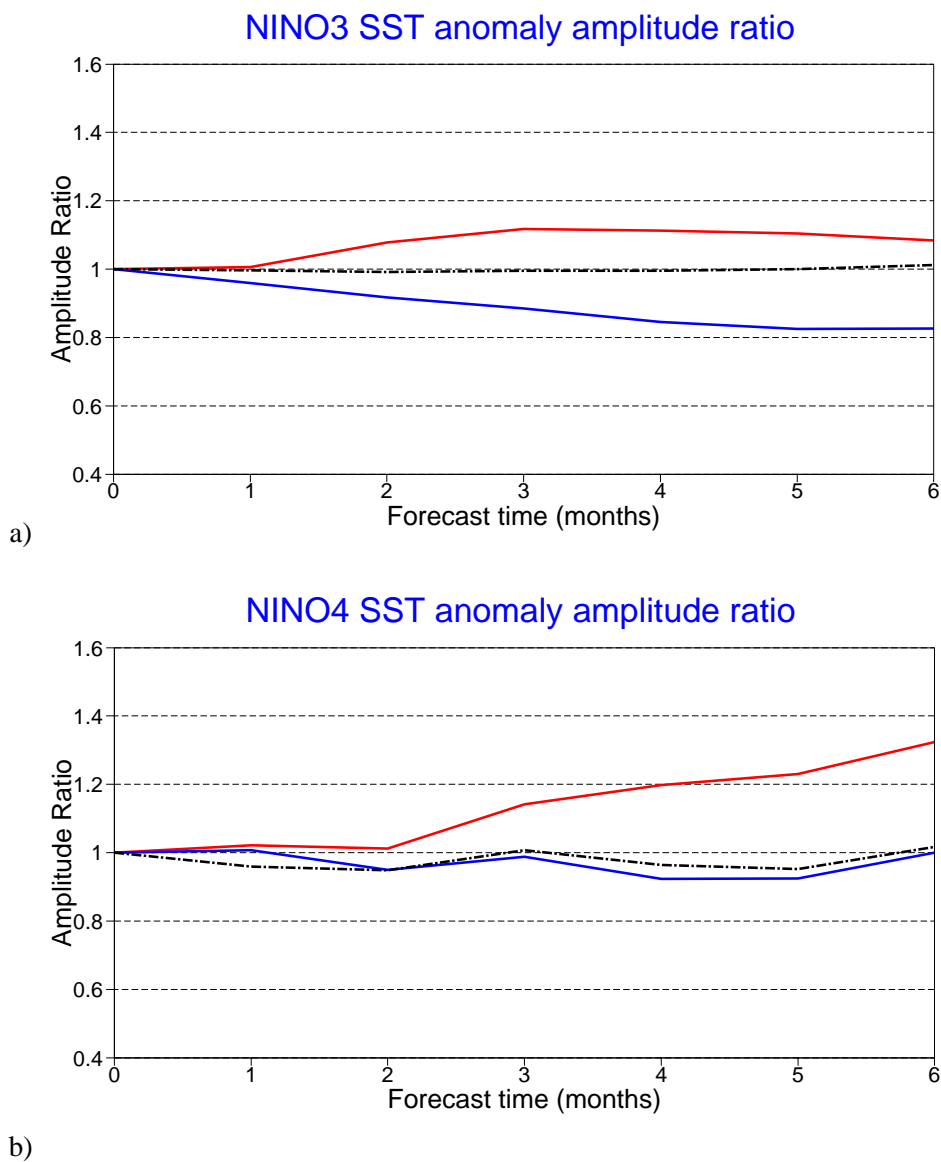 NINO3 SST anomaly amplitude ratio
1.6
1.4
1.2
1
0.8
0.6
0.4
Amplitude Ratio
0 1 2 3 4 5 6
Forecast time (months)
a)
NINO4 SST anomaly amplitude ratio
1.6
1.4
1.2
1
0.8
0.6
0.4
Amplitude Ratio
0 1 2 3 4 5 6
Forecast time (months)
b)